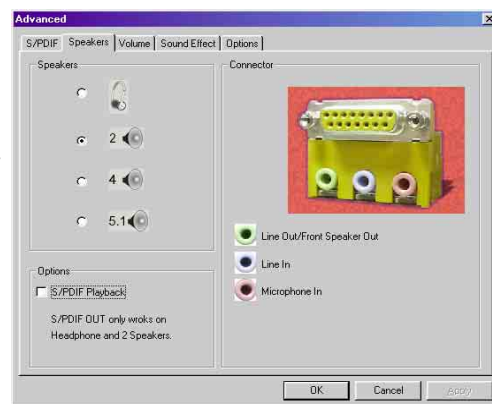 Advanced
X
S/PDIF Speakers Volume Sound Effect Options
Speakers
2
4
5.1
Options
S/PDIF Playback
S/PDIF OUT only wroks on
Headphone and 2 Speakers.
Connector
Line Out/Front Speaker Out
Line In
Microphone In
OK Cancel Apply